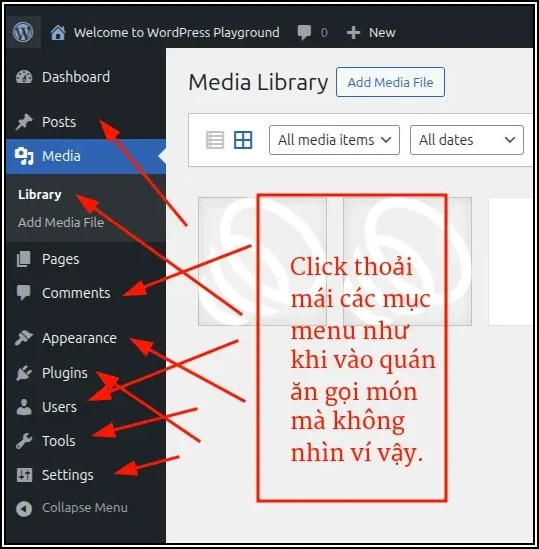 Welcome to WordPress Playground 0 New
Dashboard
Posts
Media
Library
Add Media File
Pages
Comments
Appearance
Plugins
Users
Tools
Settings
Collapse Menu
Media Library Add Media File
All media items All dates
Click thoải
mái các mục
menu như
khi vào quán
ăn gọi món
mà không
nhìn ví vậy.